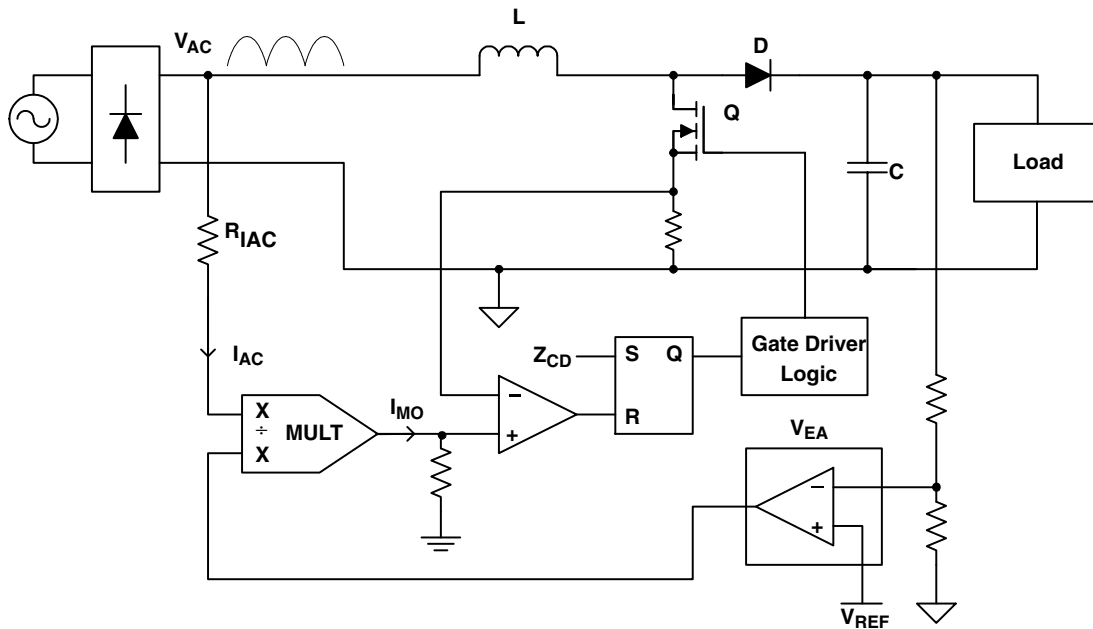 L
V_AC
D
Q
C
Load
R_IAC
I_AC
Z_CD
S Q
R
Gate Driver
Logic
X
÷
X
MULT
I_MO
−
+
V_EA
−
+
V_REF